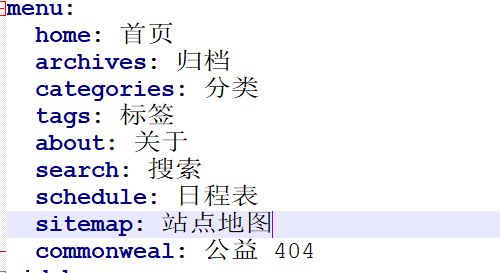 menu:
home: 首页
archives: 归档
categories: 分类
tags: 标签
about: 关于
search: 搜索
schedule: 日程表
sitemap: 站点地图
commonweal: 公益 404